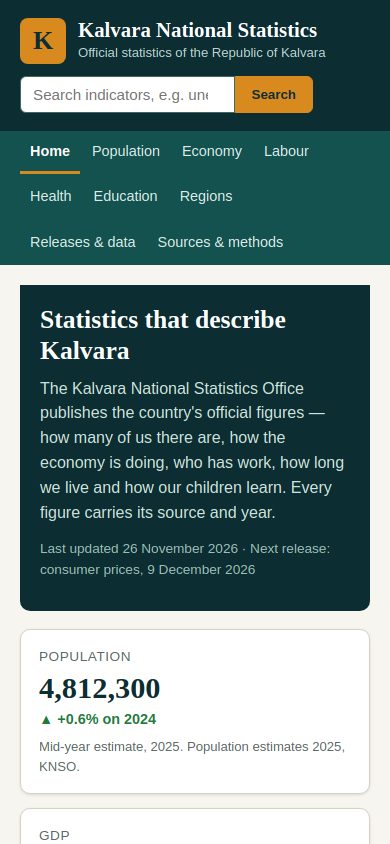 K
Kalvara National Statistics
Official statistics of the Republic of Kalvara
Search indicators, e.g. une
Search
Home Population Economy Labour
Health Education Regions
Releases & data Sources & methods
Statistics that describe
Kalvara
The Kalvara National Statistics Office
publishes the country's official figures —
how many of us there are, how the
economy is doing, who has work, how long
we live and how our children learn. Every
figure carries its source and year.
Last updated 26 November 2026 · Next release:
consumer prices, 9 December 2026
POPULATION
4,812,300
▲ +0.6% on 2024
Mid-year estimate, 2025. Population estimates 2025,
KNSO.
GDP